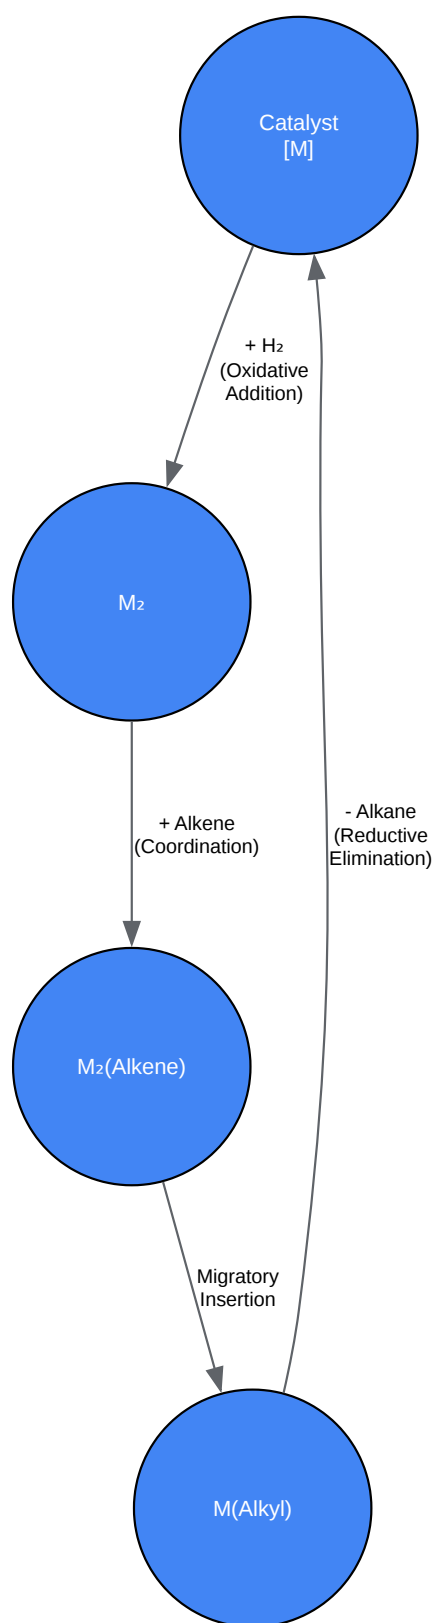 Catalyst
[M]
+ H₂
(Oxidative
Addition)
M₂
+ Alkene
(Coordination)
- Alkane
(Reductive
Elimination)
M₂(Alkene)
Migratory
Insertion
M(Alkyl)